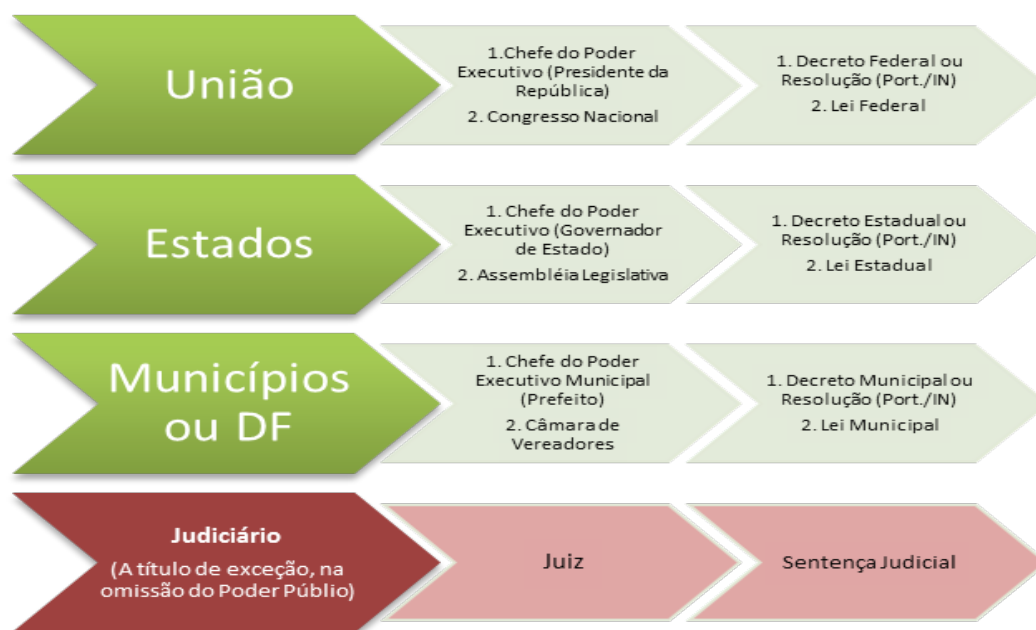 União
1.Chefe do Poder
Executivo (Presidente da
República)
2. Congresso Nacional
1. Decreto Federal ou
Resolução (Port./IN)
2. Lei Federal
Estados
1. Chefe do Poder
Executivo (Governador
de Estado)
2. Assembléia Legislativa
1. Decreto Estadual ou
Resolução (Port./IN)
2. Lei Estadual
Municípios
ou DF
1. Chefe do Poder
Executivo Municipal
(Prefeito)
2. Câmara de
Vereadores
1. Decreto Municipal ou
Resolução (Port./IN)
2. Lei Municipal
Judiciário
(A título de exceção, na
omissão do Poder Públio)
Juiz
Sentença Judicial